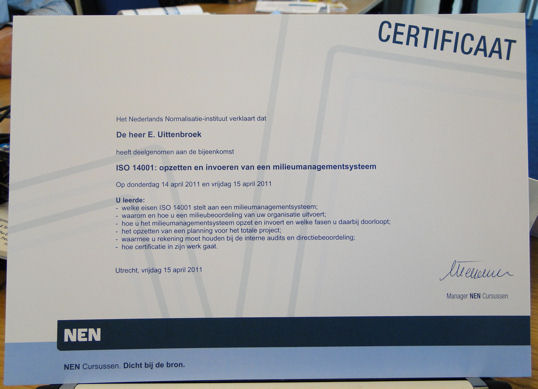 CERTIFICAAT
Het Nederlands Normalisatie-instituut verklaart dat
De heer E. Uittenbroek
heeft deelgenomen aan de bijeenkomst
ISO 14001: opzetten en invoeren van een milieumanagementsysteem
Op donderdag 14 april 2011 en vrijdag 15 april 2011
U leerde:
- welke eisen ISO 14001 stelt aan een milieumanagementsysteem;
- waarom en hoe u een milieubeoordeling van uw organisatie uitvoert;
- hoe u het milieumanagementsysteem opzet en invoert en welke fasen u daarbij doorloopt;
- het opzetten van een planning voor het totale project;
- waarmee u rekening moet houden bij de interne audits en directiebeoordeling;
- hoe certificatie in zijn werk gaat.
Utrecht, vrijdag 15 april 2011
Manager NEN Cursussen
NEN
NEN Cursussen. Dicht bij de bron.